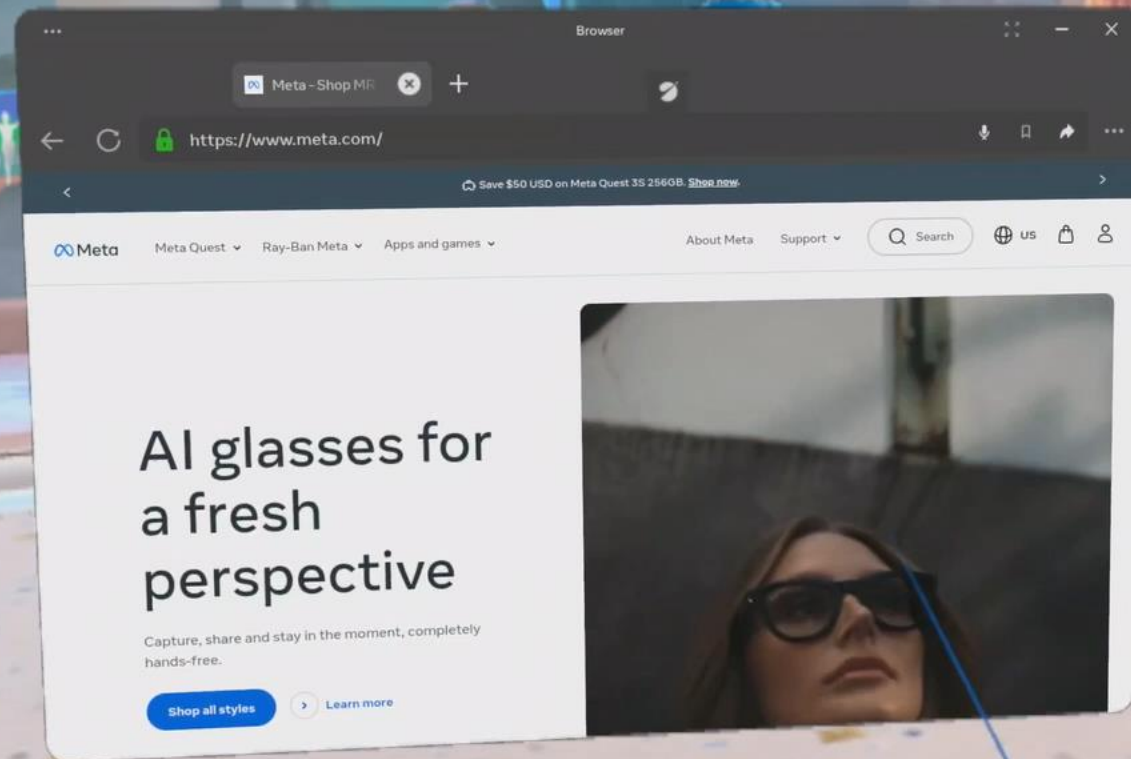 Browser
Meta - Shop MR
https://www.meta.com/
Save $50 USD on Meta Quest 3S 256GB. Shop now.
Meta
Meta Quest
Ray-Ban Meta
Apps and games
About Meta
Support
Search
US
AI glasses for
a fresh
perspective
Capture, share and stay in the moment, completely
hands-free.
Shop all styles
Learn more